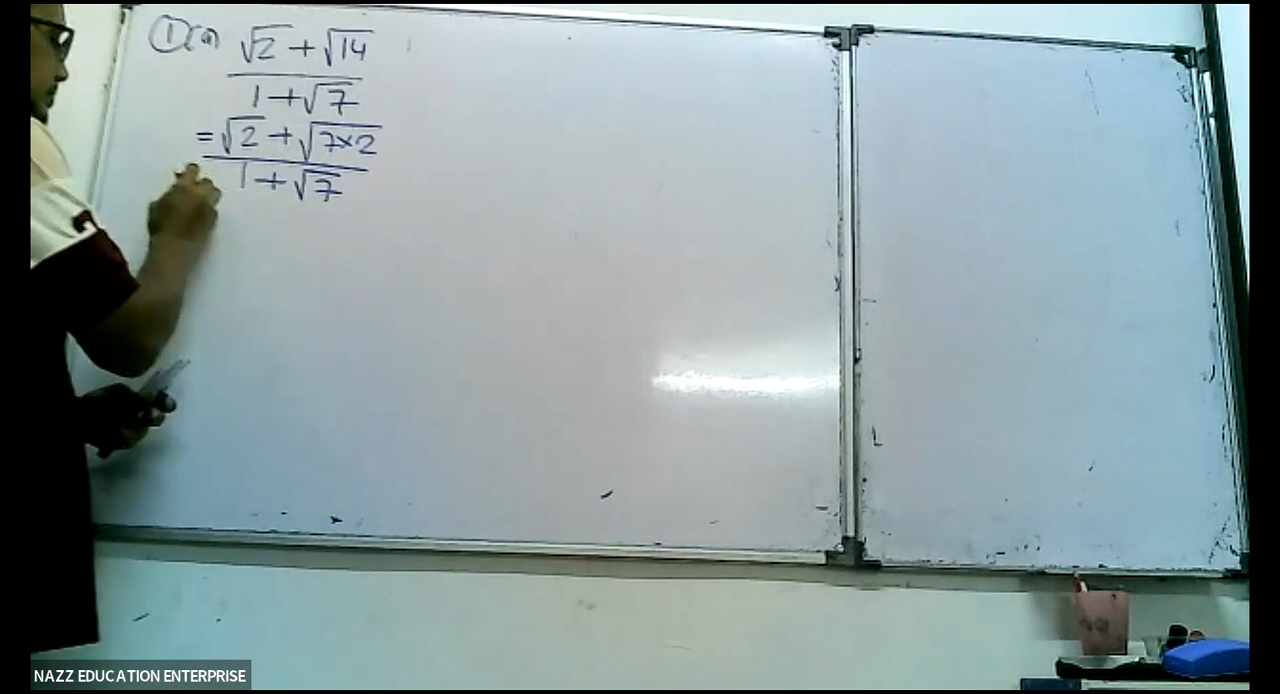 ① (a) √2 + √14
1 + √7
= √2 + √7×2
1 + √7
NAZZ EDUCATION ENTERPRISE